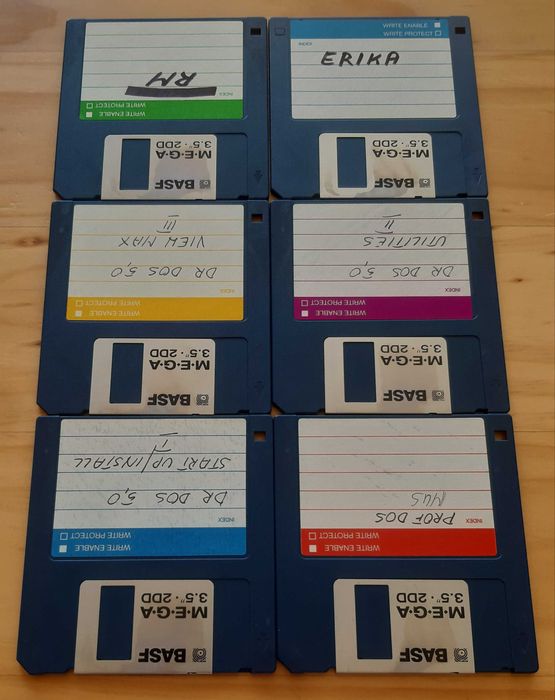 BASF
M·E·G·A
3.5" · 2DD
WRITE ENABLE
WRITE PROTECT
INDEX
RM
WRITE ENABLE
WRITE PROTECT
INDEX
ERIKA
BASF
M·E·G·A
3.5" · 2DD
BASF
M·E·G·A
3.5" · 2DD
WRITE ENABLE
WRITE PROTECT
INDEX
DR DOS 5,0
VIEW MAX
III
BASF
M·E·G·A
3.5" · 2DD
WRITE ENABLE
WRITE PROTECT
INDEX
DR DOS 5,0
UTILITIES
II
BASF
M·E·G·A
3.5" · 2DD
WRITE ENABLE
WRITE PROTECT
INDEX
DR DOS 5,0
START UP/INSTALL
I
BASF
M·E·G·A
3.5" · 2DD
WRITE ENABLE
WRITE PROTECT
INDEX
PROF DOS